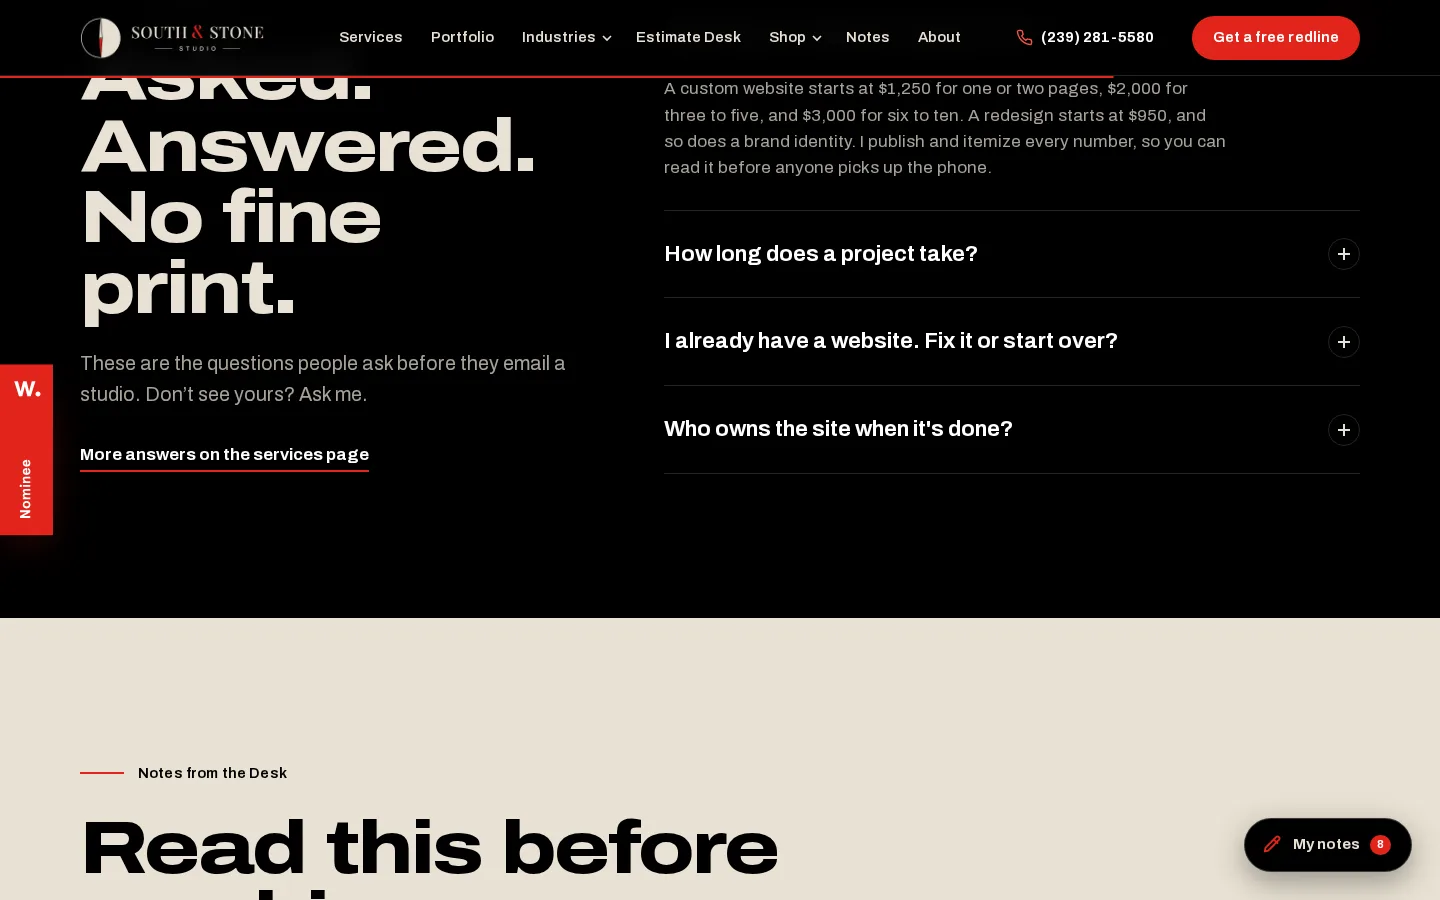 SOUTH & STONE
STUDIO
Services
Portfolio
Industries
Estimate Desk
Shop
Notes
About
(239) 281-5580
Get a free redline
Asked.
Answered.
No fine
print.
These are the questions people ask before they email a
studio. Don’t see yours? Ask me.
More answers on the services page
A custom website starts at $1,250 for one or two pages, $2,000 for
three to five, and $3,000 for six to ten. A redesign starts at $950, and
so does a brand identity. I publish and itemize every number, so you can
read it before anyone picks up the phone.
How long does a project take?
I already have a website. Fix it or start over?
Who owns the site when it's done?
W.
Nominee
Notes from the Desk
Read this before
My notes
8